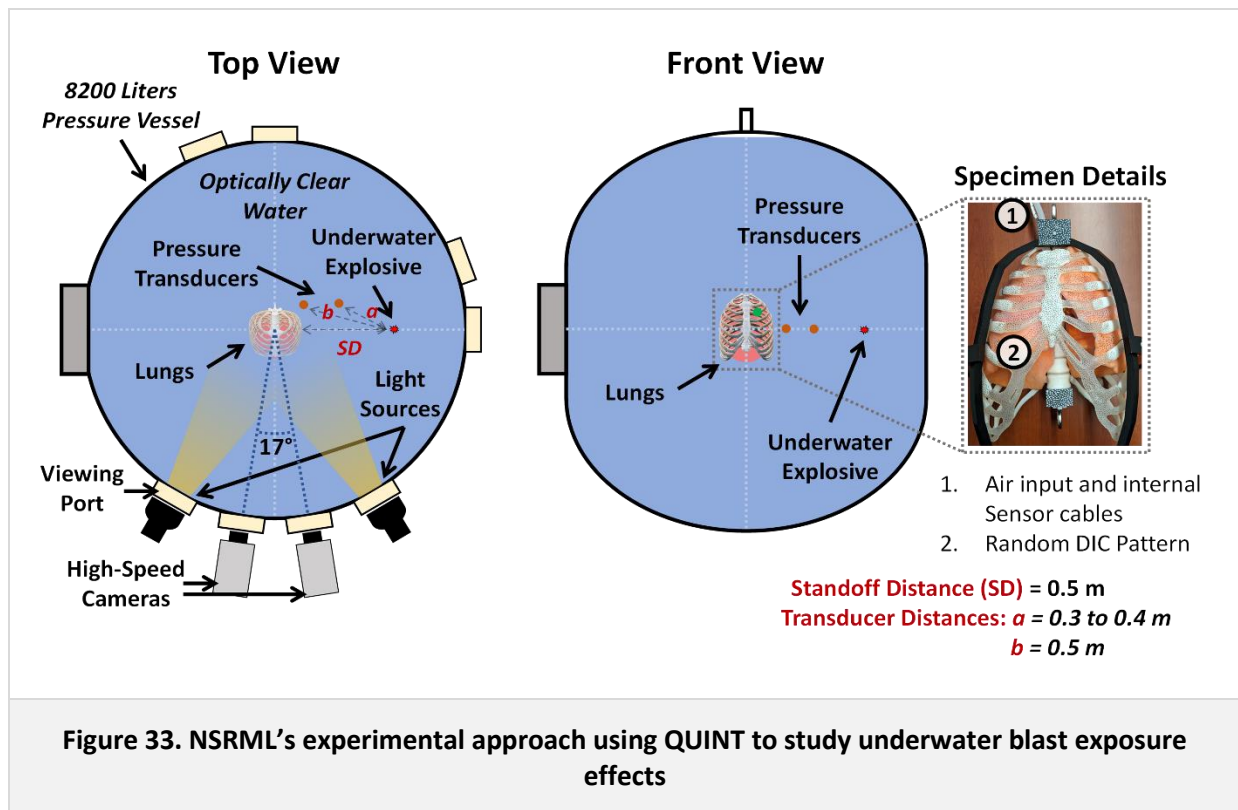 Top View
8200 Liters
Pressure Vessel
Optically Clear
Water
Pressure
Transducers
Underwater
Explosive
b
a
SD
Lungs
Light
Sources
17°
Viewing
Port
High-Speed
Cameras
Front View
Pressure
Transducers
Lungs
Underwater
Explosive
Specimen Details
1
2
1. Air input and internal
Sensor cables
2. Random DIC Pattern
Standoff Distance (SD) = 0.5 m
Transducer Distances: a = 0.3 to 0.4 m
b = 0.5 m
Figure 33. NSRML’s experimental approach using QUINT to study underwater blast exposure
effects